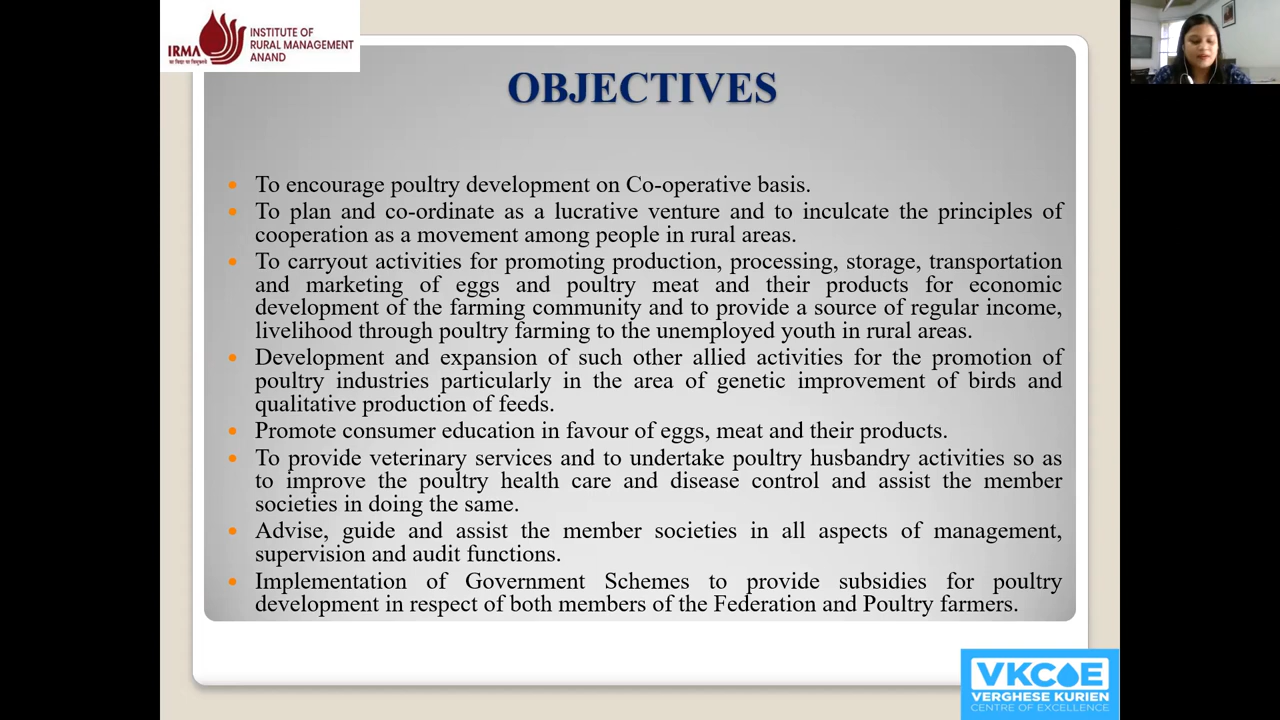 IRMA
INSTITUTE OF
RURAL MANAGEMENT
ANAND
OBJECTIVES
To encourage poultry development on Co-operative basis.
To plan and co-ordinate as a lucrative venture and to inculcate the principles of
cooperation as a movement among people in rural areas.
To carryout activities for promoting production, processing, storage, transportation
and marketing of eggs and poultry meat and their products for economic
development of the farming community and to provide a source of regular income,
livelihood through poultry farming to the unemployed youth in rural areas.
Development and expansion of such other allied activities for the promotion of
poultry industries particularly in the area of genetic improvement of birds and
qualitative production of feeds.
Promote consumer education in favour of eggs, meat and their products.
To provide veterinary services and to undertake poultry husbandry activities so as
to improve the poultry health care and disease control and assist the member
societies in doing the same.
Advise, guide and assist the member societies in all aspects of management,
supervision and audit functions.
Implementation of Government Schemes to provide subsidies for poultry
development in respect of both members of the Federation and Poultry farmers.
VKCOE
VERGHESE KURIEN
CENTRE OF EXCELLENCE